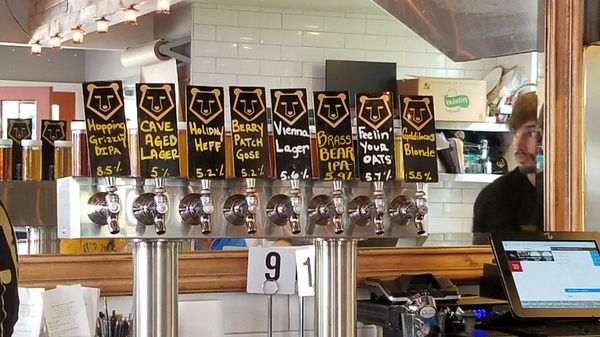 Hopping
Grizzly
DIPA
8.5%
CAVE
AGED
LAGER
5%
Holiday
HEFF
5.2%
BERRY
PATCH
GOSE
5.2%
Vienna
Lager
5.6%
BRASS
BEAR
IPA
5.9%
Feelin'
YOUR
OATS
5.7%
Goldilocks
Blonde
5.5%
9
1